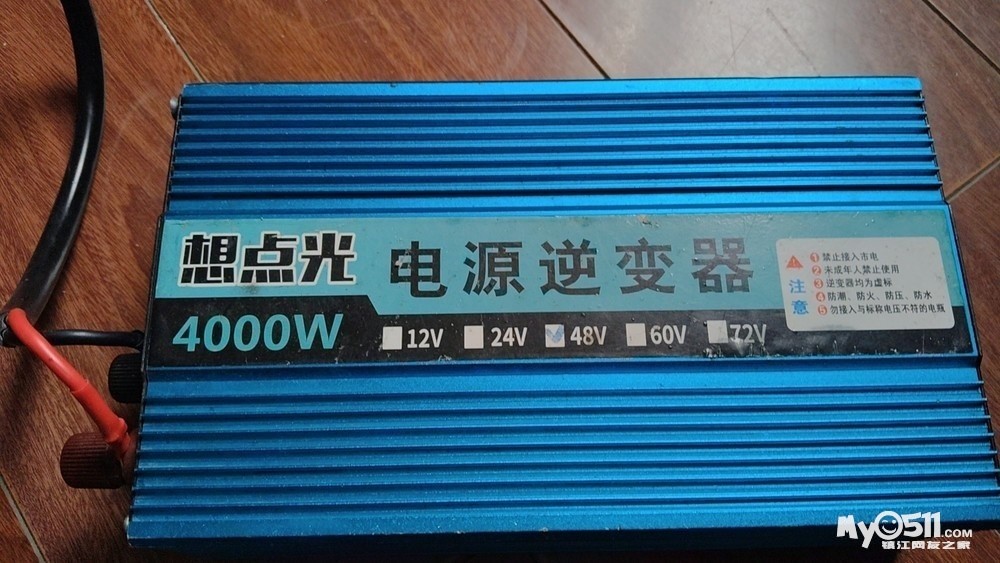 想点光
电源逆变器
4000W
12V 24V 48V 60V 72V
注意
1 禁止接入市电
2 未成年人禁止使用
3 逆变器均为虚标
4 防潮、防火、防压、防水
5 勿接入与标称电压不符的电瓶
My0511.COM
镇江网友之家